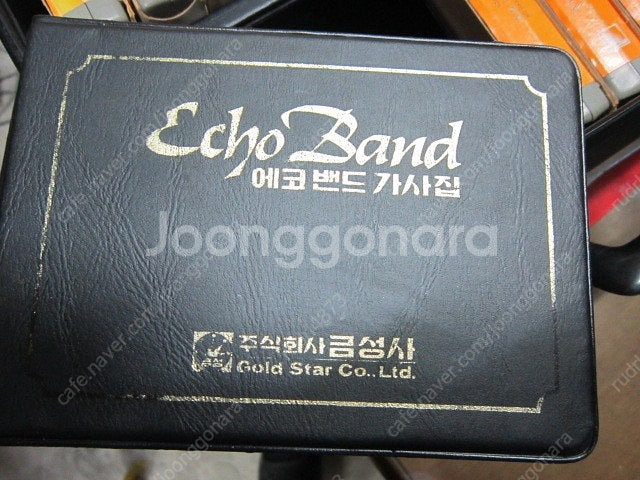 Echo Band
에코 밴드 가사집
Joonggonara
주식회사 금성사
Gold Star Co., Ltd.